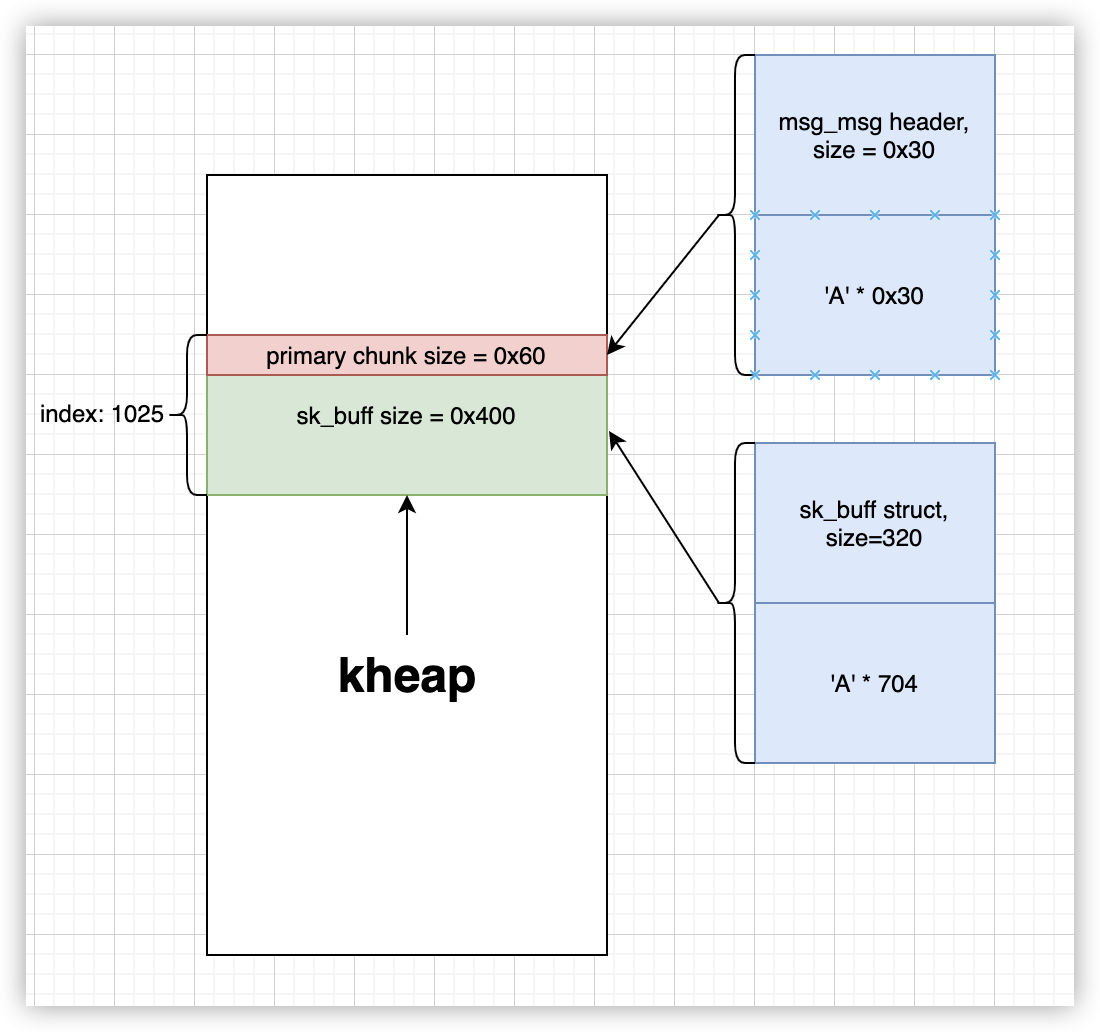 msg_msg header,
size = 0x30
'A' * 0x30
primary chunk size = 0x60
index: 1025
sk_buff size = 0x400
sk_buff struct,
size=320
kheap
'A' * 704